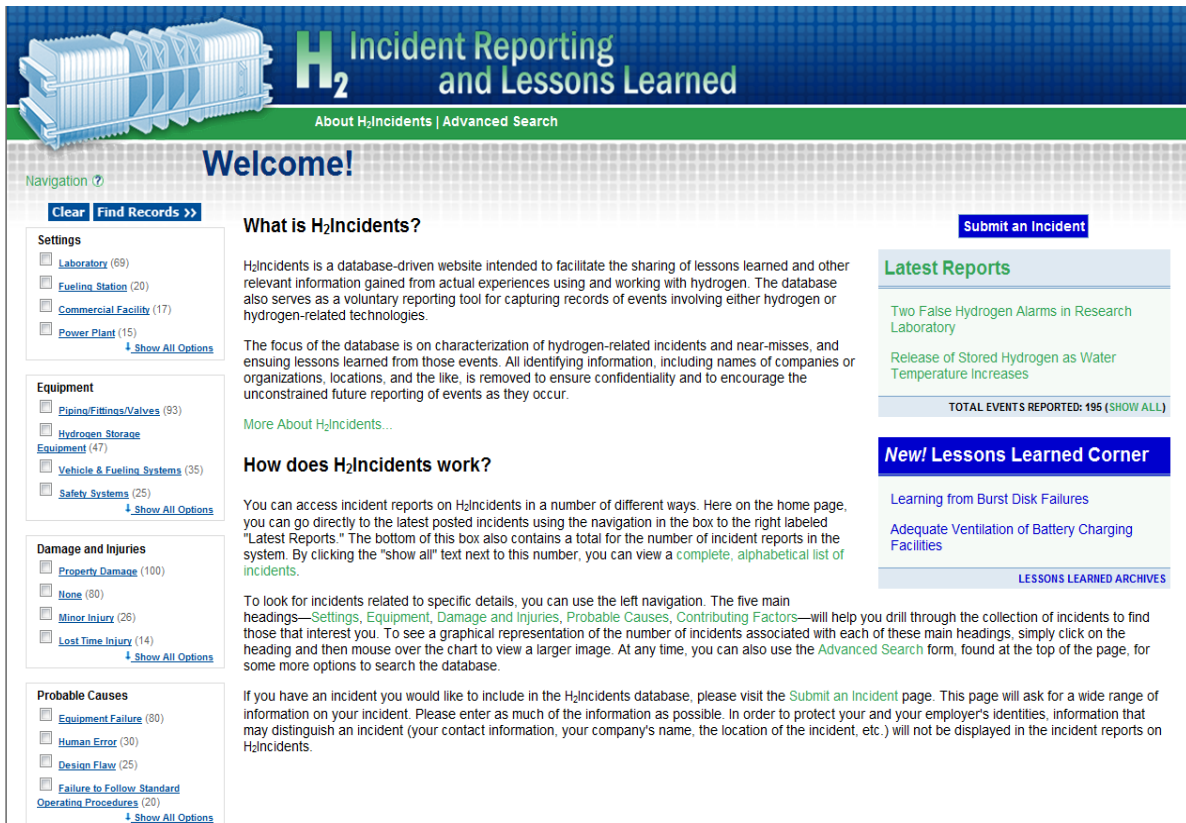 H2 Incident Reporting
and Lessons Learned
About H2Incidents | Advanced Search
Welcome!
Navigation ?
Clear Find Records >>
Settings
Laboratory (69)
Fueling Station (20)
Commercial Facility (17)
Power Plant (15)
↓ Show All Options
Equipment
Piping/Fittings/Valves (93)
Hydrogen Storage
Equipment (47)
Vehicle & Fueling Systems (35)
Safety Systems (25)
↓ Show All Options
Damage and Injuries
Property Damage (100)
None (80)
Minor Injury (26)
Lost Time Injury (14)
↓ Show All Options
Probable Causes
Equipment Failure (80)
Human Error (30)
Design Flaw (25)
Failure to Follow Standard
Operating Procedures (20)
↓ Show All Options
What is H2Incidents?
H2Incidents is a database-driven website intended to facilitate the sharing of lessons learned and other
relevant information gained from actual experiences using and working with hydrogen. The database
also serves as a voluntary reporting tool for capturing records of events involving either hydrogen or
hydrogen-related technologies.
The focus of the database is on characterization of hydrogen-related incidents and near-misses, and
ensuing lessons learned from those events. All identifying information, including names of companies or
organizations, locations, and the like, is removed to ensure confidentiality and to encourage the
unconstrained future reporting of events as they occur.
More About H2Incidents...
How does H2Incidents work?
You can access incident reports on H2Incidents in a number of different ways. Here on the home page,
you can go directly to the latest posted incidents using the navigation in the box to the right labeled
"Latest Reports." The bottom of this box also contains a total for the number of incident reports in the
system. By clicking the "show all" text next to this number, you can view a complete, alphabetical list of
incidents.
To look for incidents related to specific details, you can use the left navigation. The five main
headings—Settings, Equipment, Damage and Injuries, Probable Causes, Contributing Factors—will help you drill through the collection of incidents to find
those that interest you. To see a graphical representation of the number of incidents associated with each of these main headings, simply click on the
heading and then mouse over the chart to view a larger image. At any time, you can also use the Advanced Search form, found at the top of the page, for
some more options to search the database.
If you have an incident you would like to include in the H2Incidents database, please visit the Submit an Incident page. This page will ask for a wide range of
information on your incident. Please enter as much of the information as possible. In order to protect your and your employer's identities, information that
may distinguish an incident (your contact information, your company's name, the location of the incident, etc.) will not be displayed in the incident reports on
H2Incidents.
Submit an Incident
Latest Reports
Two False Hydrogen Alarms in Research
Laboratory
Release of Stored Hydrogen as Water
Temperature Increases
TOTAL EVENTS REPORTED: 195 (SHOW ALL)
New! Lessons Learned Corner
Learning from Burst Disk Failures
Adequate Ventilation of Battery Charging
Facilities
LESSONS LEARNED ARCHIVES